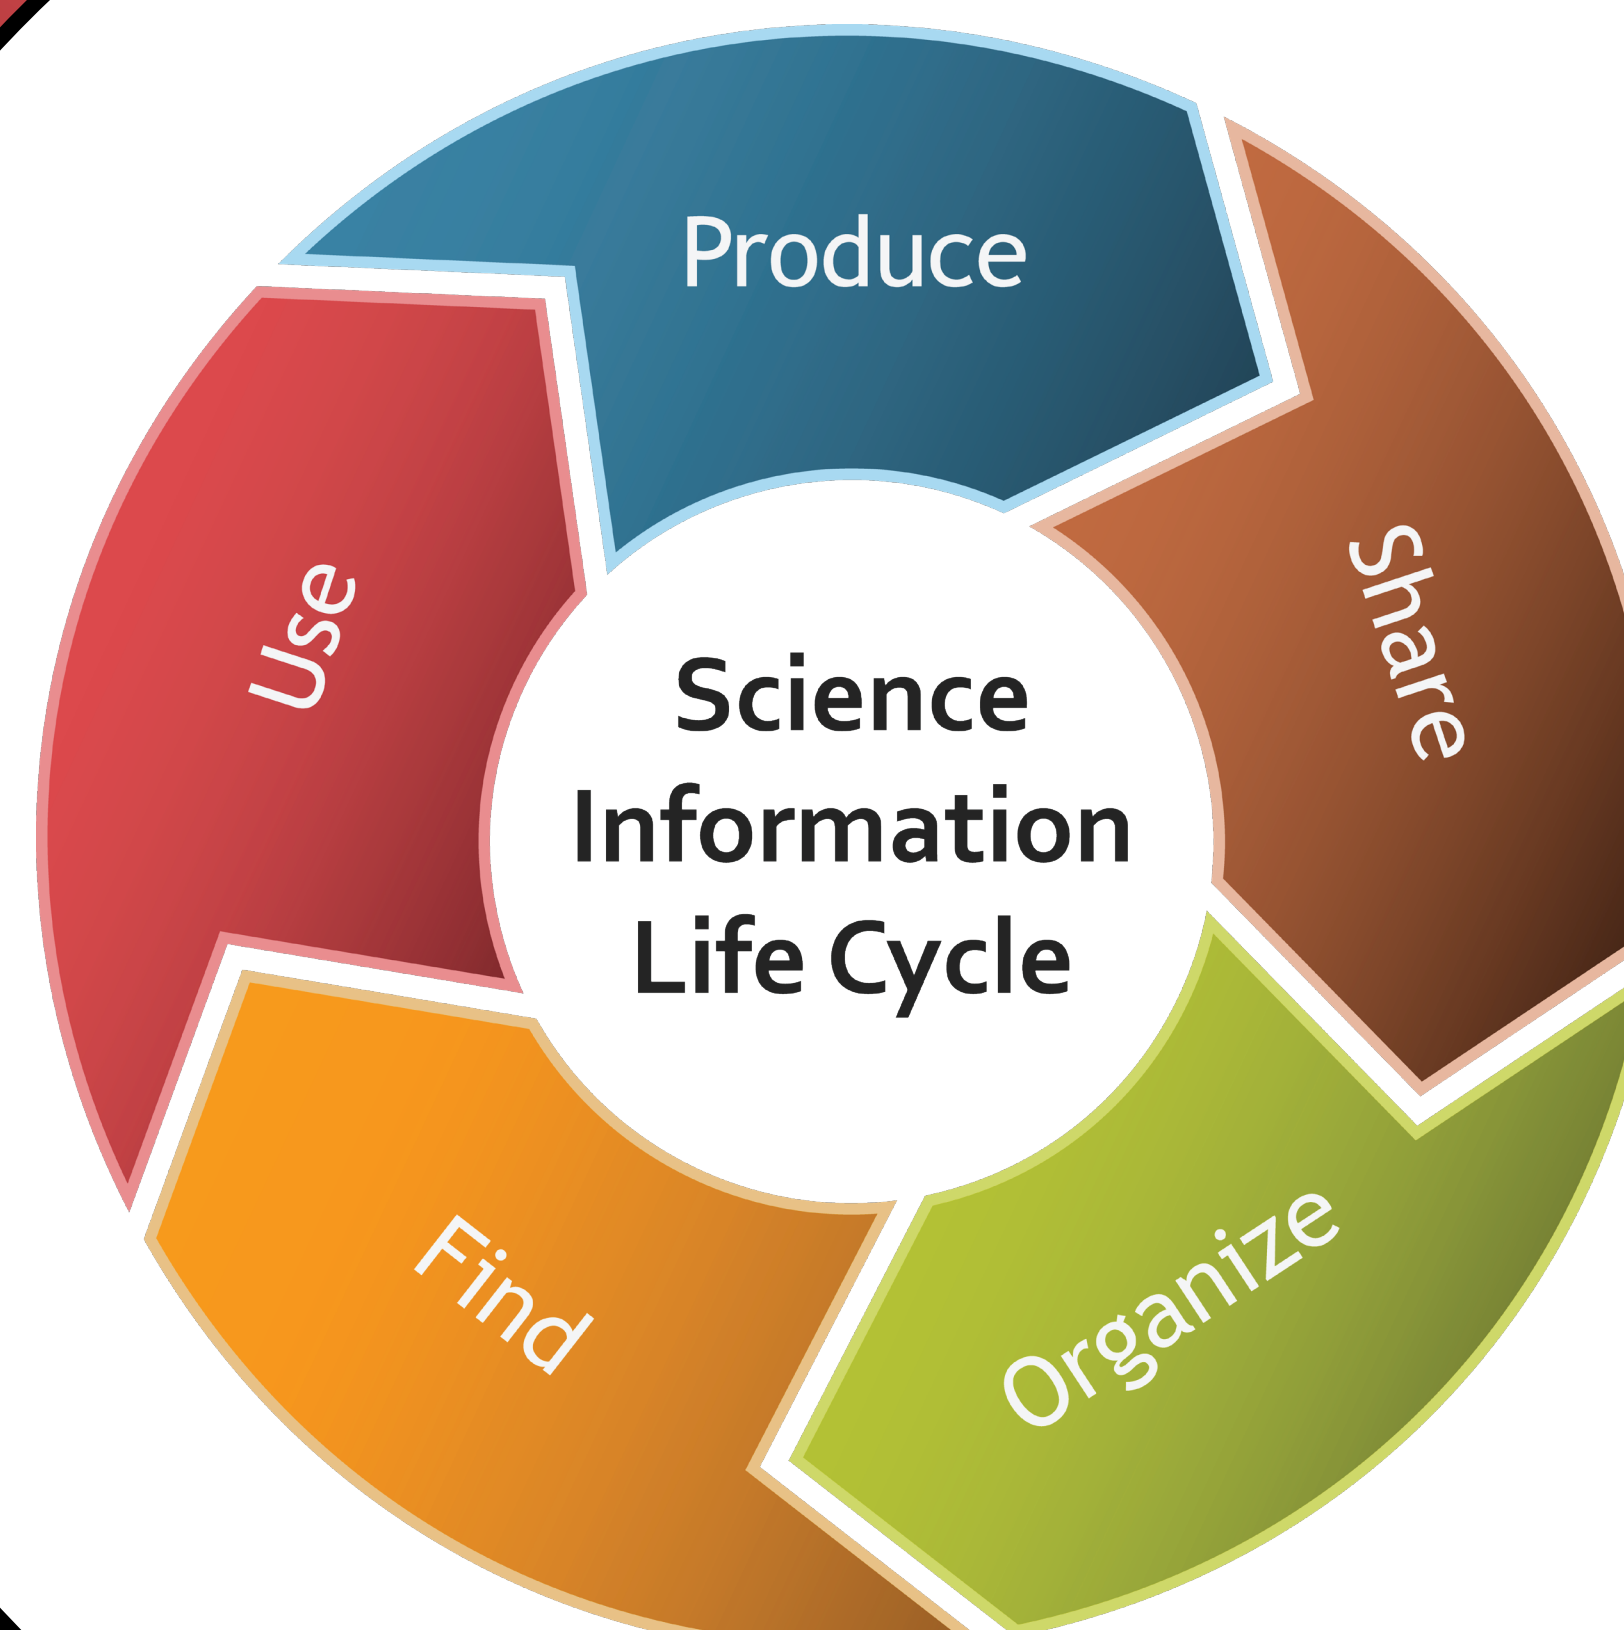 Produce
Share
Organize
Find
Use
Science
Information
Life Cycle